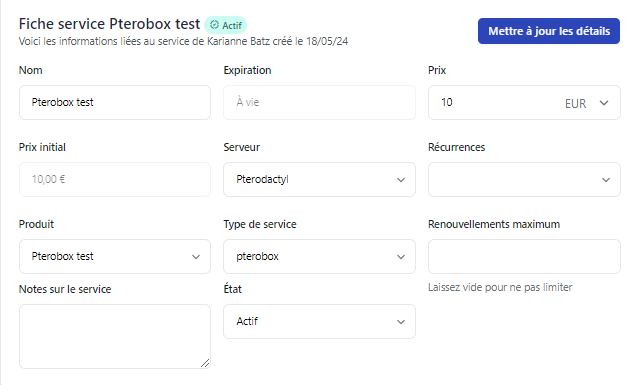 Fiche service Pterobox test Actif
Voici les informations liées au service de Karianne Batz créé le 18/05/24
Mettre à jour les détails
Nom Expiration Prix
Pterobox test À vie 10 EUR
Prix initial Serveur Récurrences
10,00 € Pterodactyl
Produit Type de service Renouvellements maximum
Pterobox test pterobox
Notes sur le service État Laissez vide pour ne pas limiter
Actif